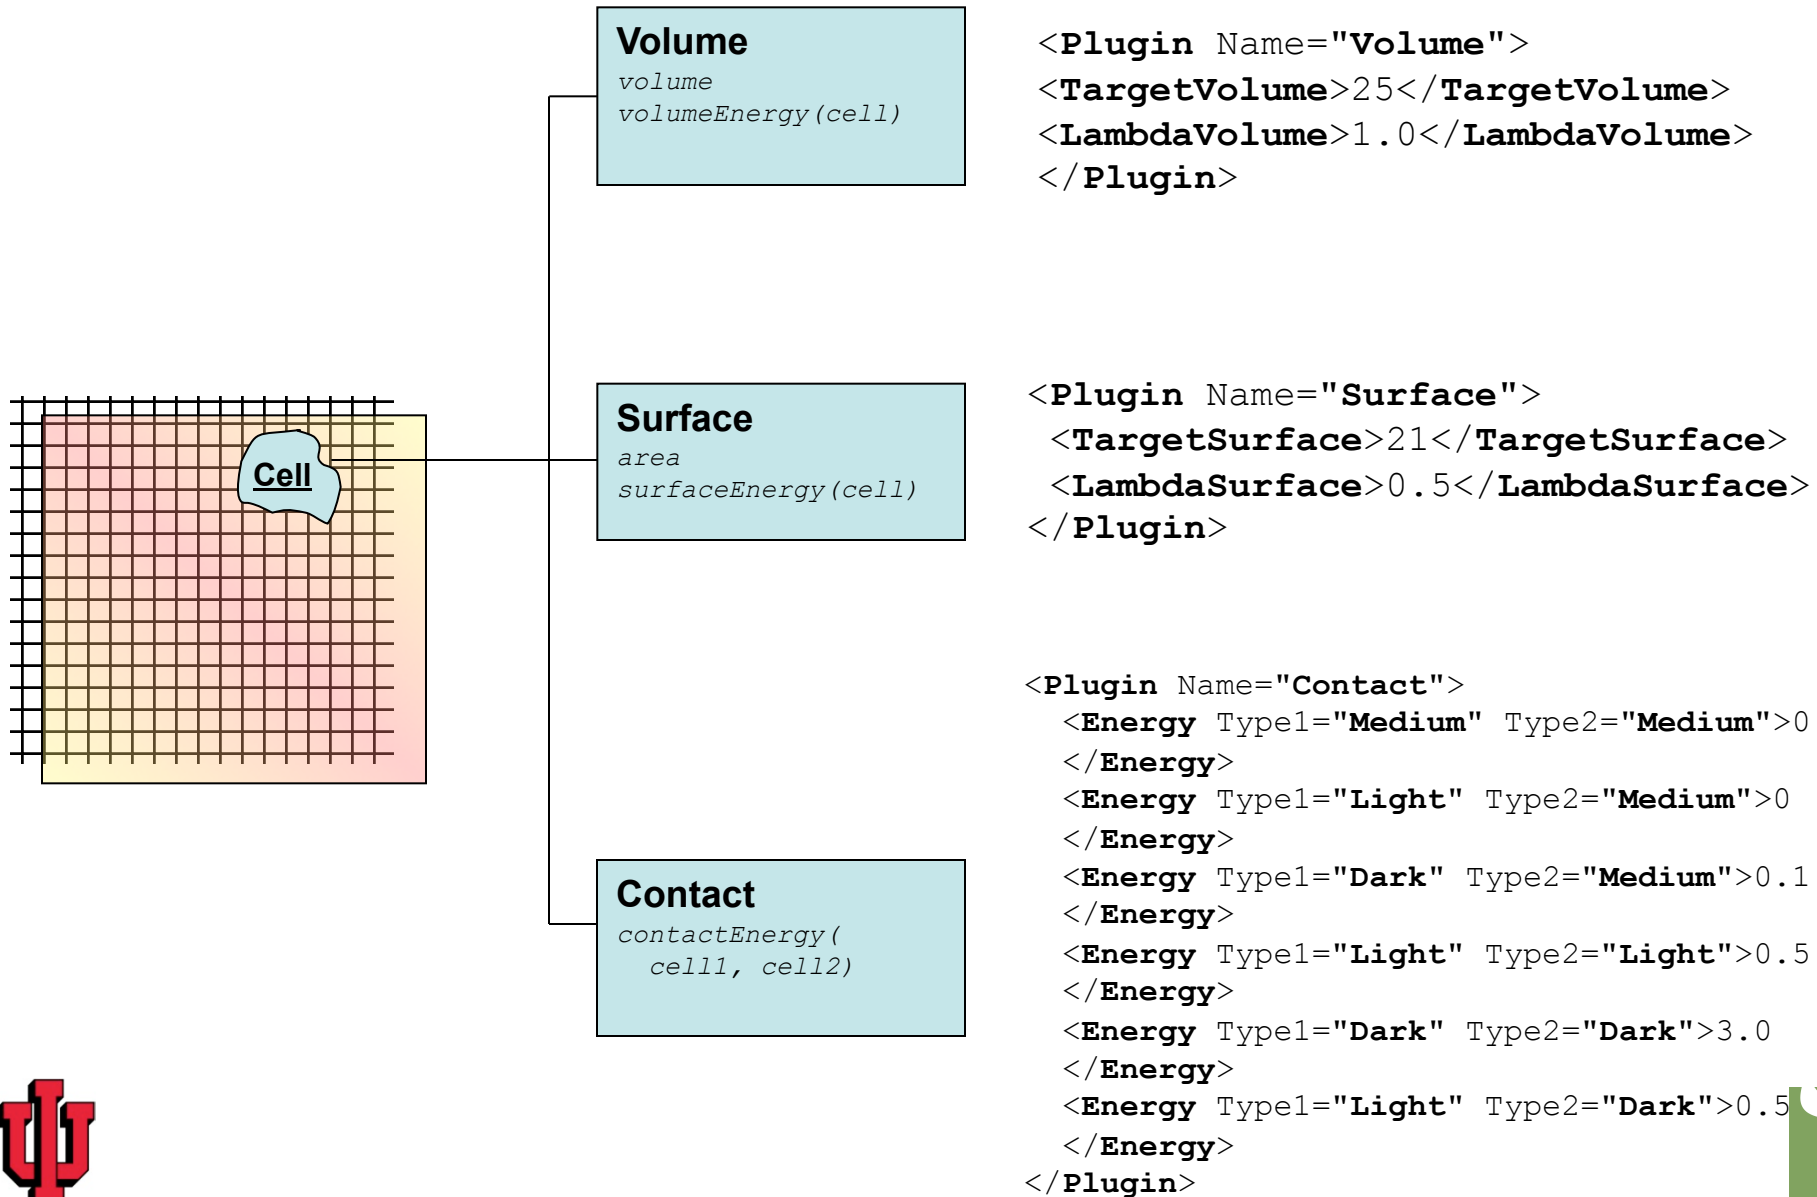 Volume
volume
volumeEnergy(cell)
<Plugin Name="Volume">
<TargetVolume>25</TargetVolume>
<LambdaVolume>1.0</LambdaVolume>
</Plugin>
Cell
Surface
area
surfaceEnergy(cell)
<Plugin Name="Surface">
<TargetSurface>21</TargetSurface>
<LambdaSurface>0.5</LambdaSurface>
</Plugin>
Contact
contactEnergy(
cell1, cell2)
<Plugin Name="Contact">
<Energy Type1="Medium" Type2="Medium">0
</Energy>
<Energy Type1="Light" Type2="Medium">0
</Energy>
<Energy Type1="Dark" Type2="Medium">0.1
</Energy>
<Energy Type1="Light" Type2="Light">0.5
</Energy>
<Energy Type1="Dark" Type2="Dark">3.0
</Energy>
<Energy Type1="Light" Type2="Dark">0.5
</Energy>
</Plugin>